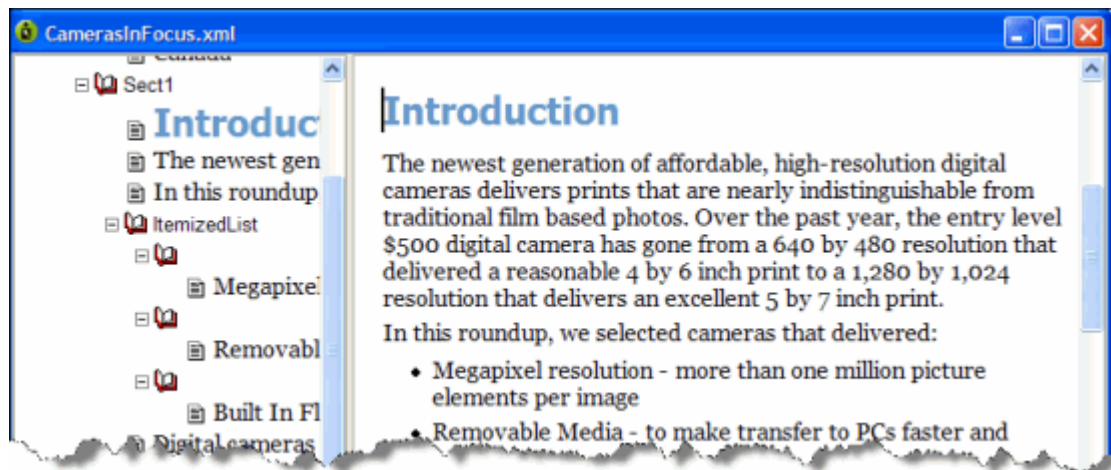 CamerasInFocus.xml
Canada
Sect1
Introduc
The newest gen
In this roundup
ItemizedList
Megapixel
Removabl
Built In Fl
Digital cameras
Introduction
The newest generation of affordable, high-resolution digital
cameras delivers prints that are nearly indistinguishable from
traditional film based photos. Over the past year, the entry level
$500 digital camera has gone from a 640 by 480 resolution that
delivered a reasonable 4 by 6 inch print to a 1,280 by 1,024
resolution that delivers an excellent 5 by 7 inch print.
In this roundup, we selected cameras that delivered:
• Megapixel resolution - more than one million picture
elements per image
• Removable Media - to make transfer to PCs faster and